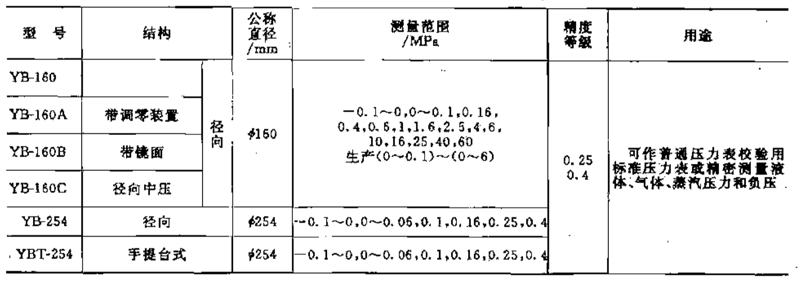 型 号 结构 公称直径/mm 测量范围/MPa 精度等级 用途
YB-160
YB-160A 带调零装置
YB-160B 带镜面
YB-160C 径向中压
径向
φ160
-0.1~0,0~0.1,0.16,
0.4,0.6,1,1.6,2.5,4,6,
10,16,25,40,60
生产(0~0.1)~(0~6)
YB-254 径向 φ254 -0.1~0,0~0.06,0.1,0.16,0.25,0.4
YBT-254 手提台式 φ254 -0.1~0,0~0.06,0.1,0.16,0.25,0.4
0.25
0.4
可作普通压力表校验用
标准压力表或精密测量液
体、气体、蒸汽压力和负压